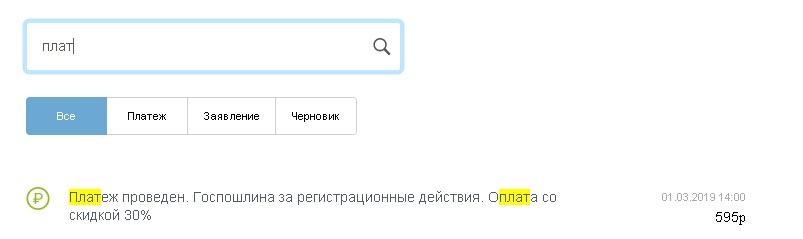 плат
Все Платеж Заявление Черновик
Платеж проведен. Госпошлина за регистрационные действия. Оплата со 01.03.2019 14:00
скидкой 30% 595р